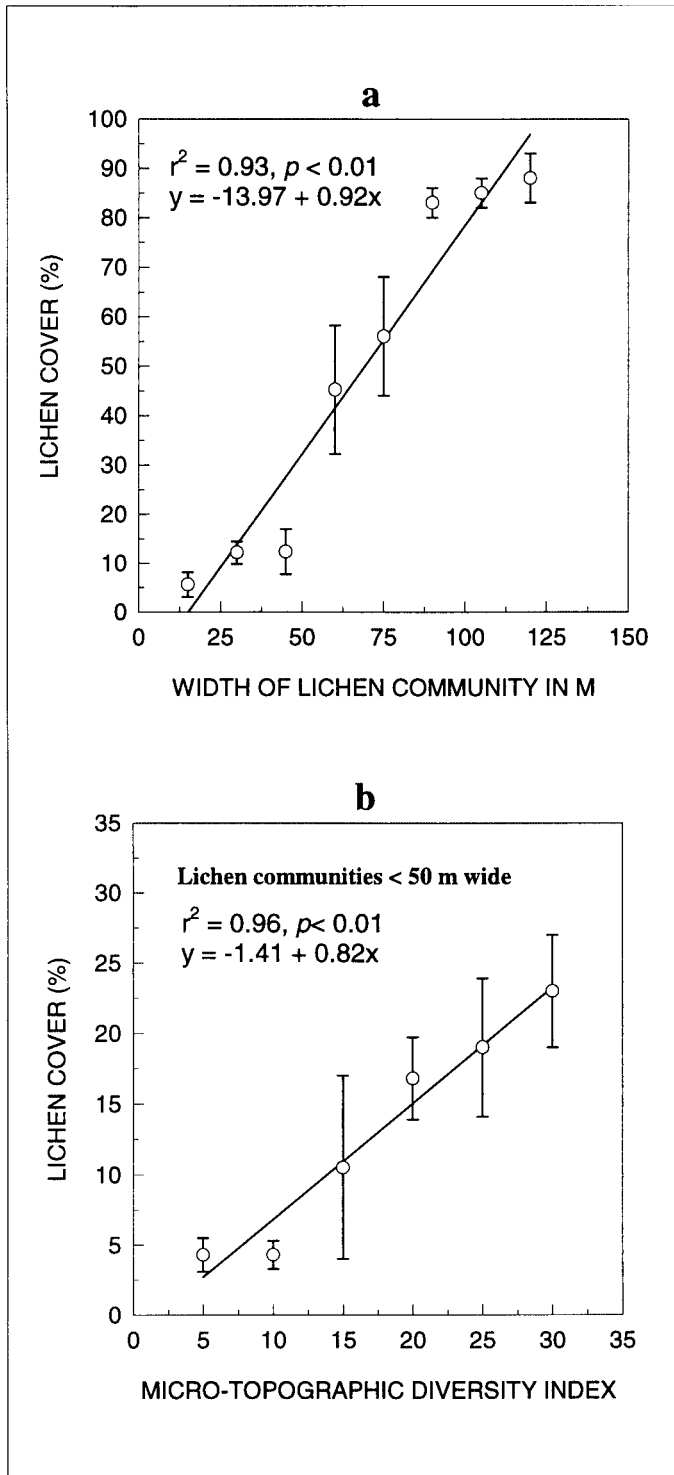 a
r² = 0.93, p < 0.01
y = -13.97 + 0.92x
100
90
80
70
60
50
40
30
20
10
0
LICHEN COVER (%)
0 25 50 75 100 125 150
WIDTH OF LICHEN COMMUNITY IN M
b
Lichen communities < 50 m wide
r² = 0.96, p< 0.01
y = -1.41 + 0.82x
35
30
25
20
15
10
5
0
LICHEN COVER (%)
0 5 10 15 20 25 30 35
MICRO-TOPOGRAPHIC DIVERSITY INDEX